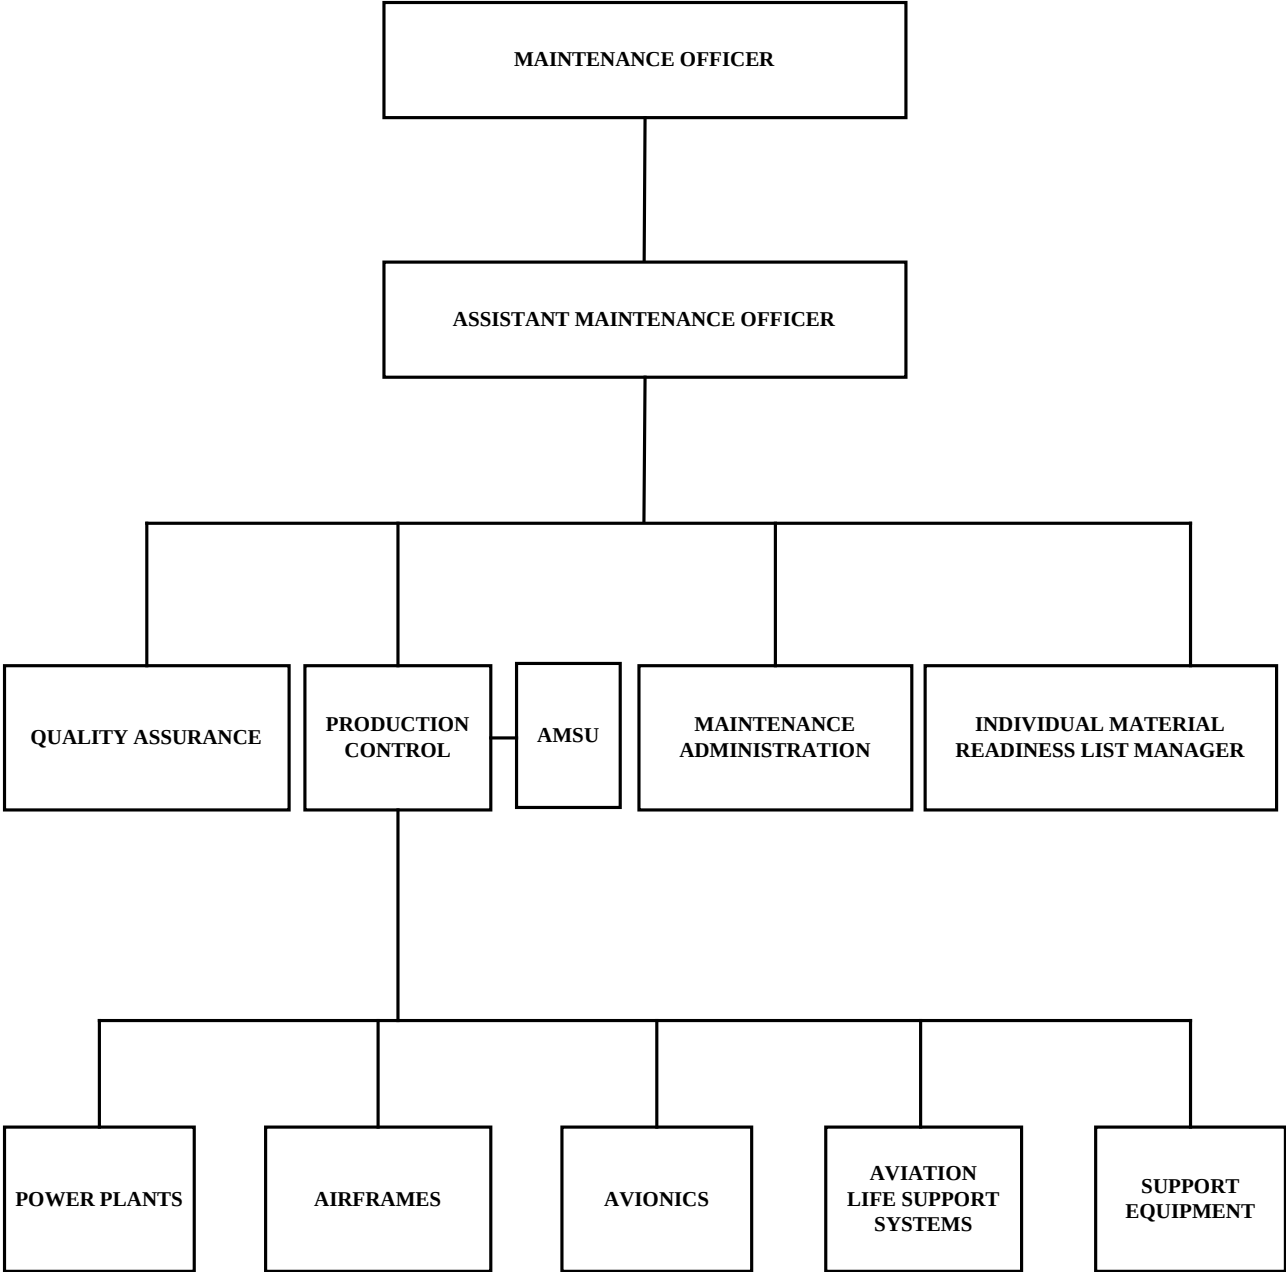 MAINTENANCE OFFICER
ASSISTANT MAINTENANCE OFFICER
QUALITY ASSURANCE
PRODUCTION
CONTROL
AMSU
MAINTENANCE
ADMINISTRATION
INDIVIDUAL MATERIAL
READINESS LIST MANAGER
POWER PLANTS
AIRFRAMES
AVIONICS
AVIATION
LIFE SUPPORT
SYSTEMS
SUPPORT
EQUIPMENT